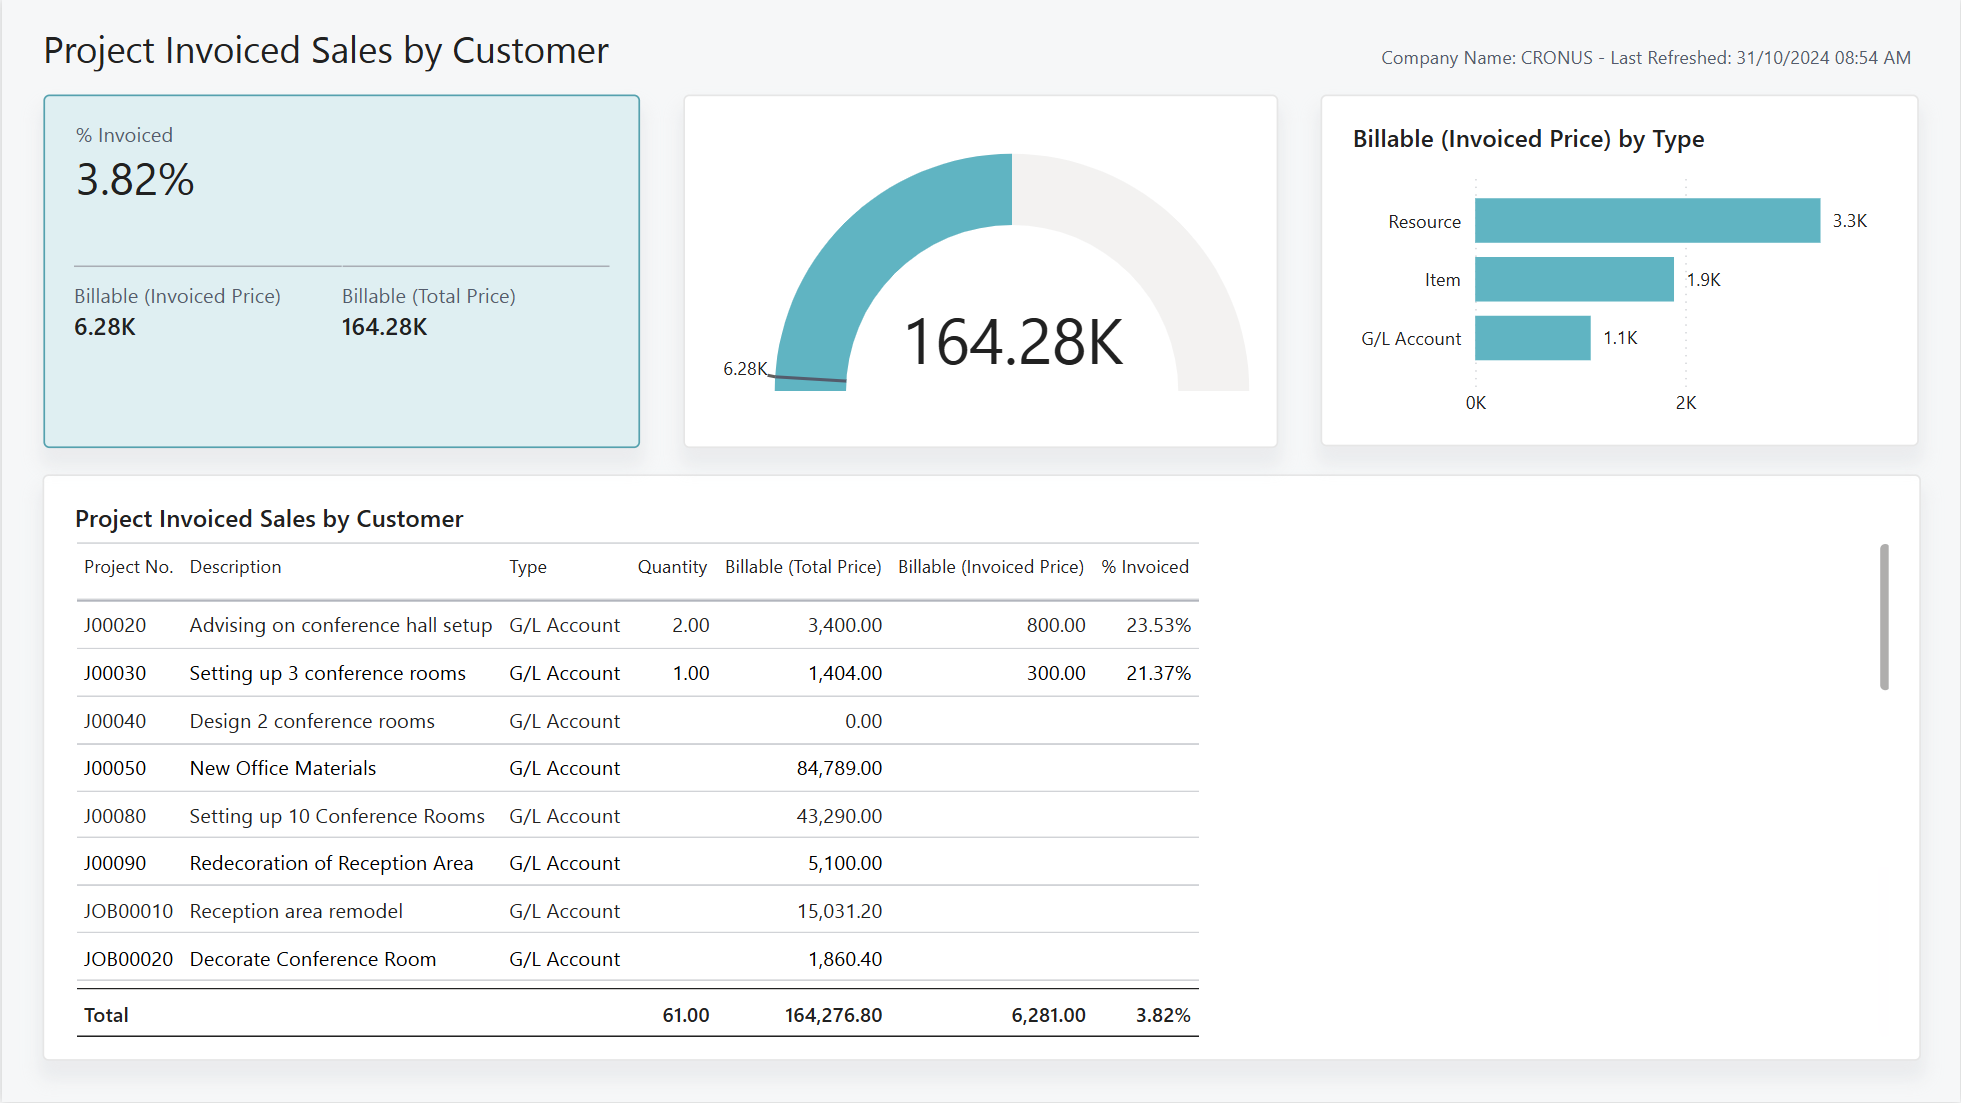 Project Invoiced Sales by Customer
Company Name: CRONUS - Last Refreshed: 31/10/2024 08:54 AM
% Invoiced
3.82%
Billable (Invoiced Price) Billable (Total Price)
6.28K 164.28K
6.28K
164.28K
Billable (Invoiced Price) by Type
Resource 3.3K
Item 1.9K
G/L Account 1.1K
0K 2K
Project Invoiced Sales by Customer
Project No. Description Type Quantity Billable (Total Price) Billable (Invoiced Price) % Invoiced
J00020 Advising on conference hall setup G/L Account 2.00 3,400.00 800.00 23.53%
J00030 Setting up 3 conference rooms G/L Account 1.00 1,404.00 300.00 21.37%
J00040 Design 2 conference rooms G/L Account 0.00
J00050 New Office Materials G/L Account 84,789.00
J00080 Setting up 10 Conference Rooms G/L Account 43,290.00
J00090 Redecoration of Reception Area G/L Account 5,100.00
JOB00010 Reception area remodel G/L Account 15,031.20
JOB00020 Decorate Conference Room G/L Account 1,860.40
Total 61.00 164,276.80 6,281.00 3.82%